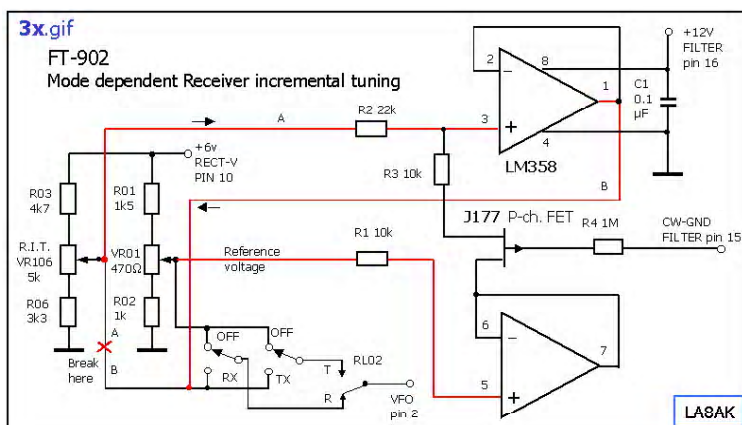 3x.gif
FT-902
Mode dependent Receiver incremental tuning
+12V
FILTER
pin 16
2
8
1
C1
0.1
µF
A
R2 22k
3
4
LM358
+6v
RECT-V
PIN 10
R3 10k
B
R03
4k7
R01
1k5
J177 P-ch. FET
R4 1M
CW-GND
FILTER pin 15
R.I.T.
VR106
5k
VR01
470Ω
Reference
voltage
R1 10k
R06
3k3
R02
1k
A
OFF
OFF
6
7
Break
here
B
RX
TX
T
RL02
R
VFO
pin 2
5
LA8AK